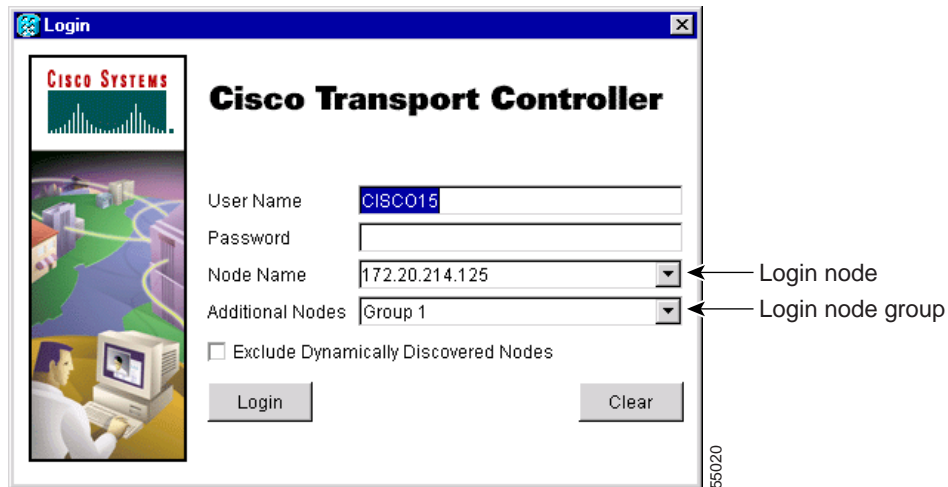 Login
CISCO SYSTEMS
Cisco Transport Controller
User Name CISCO15
Password
Node Name 172.20.214.125 Login node
Additional Nodes Group 1 Login node group
Exclude Dynamically Discovered Nodes
Login Clear
55020